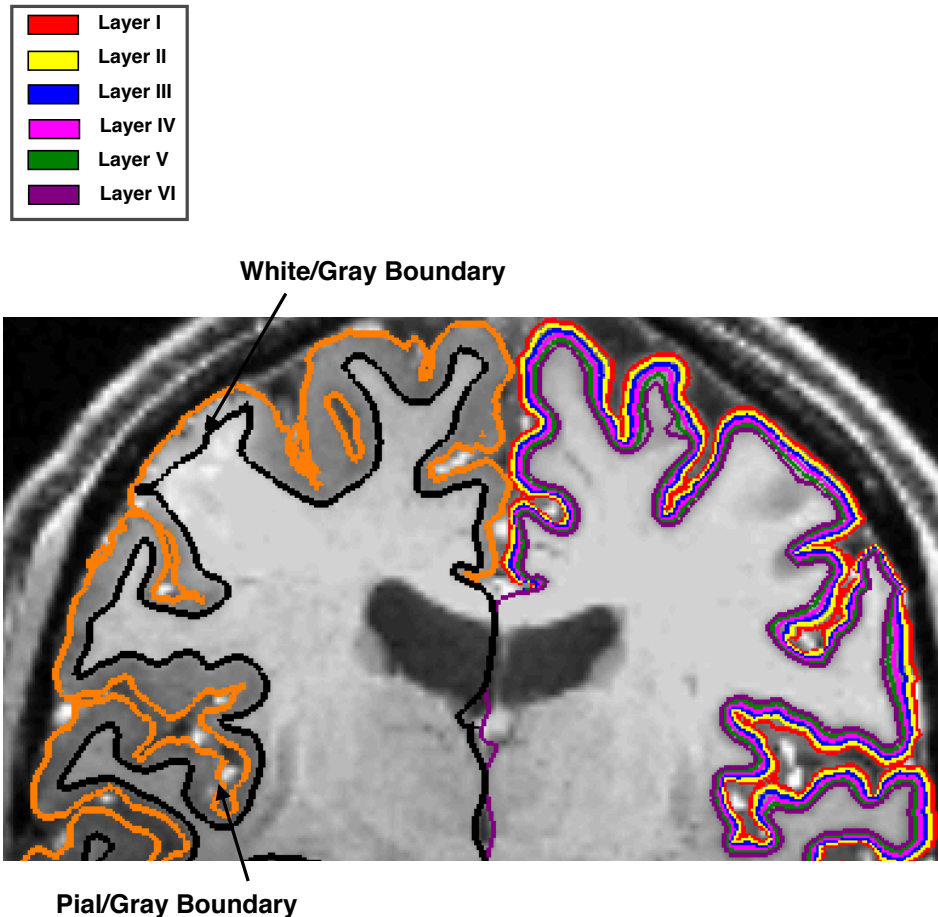 Layer I
Layer II
Layer III
Layer IV
Layer V
Layer VI
White/Gray Boundary
Pial/Gray Boundary